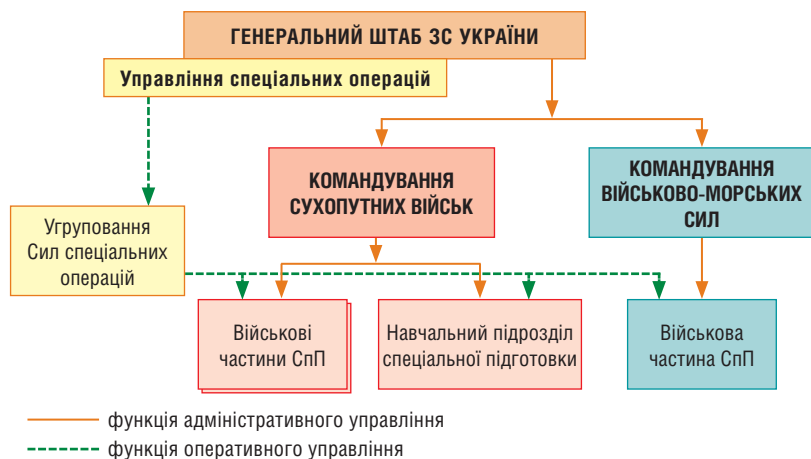 ГЕНЕРАЛЬНИЙ ШТАБ ЗС УКРАЇНИ
Управління спеціальних операцій
КОМАНДУВАННЯ
СУХОПУТНИХ ВІЙСЬК
КОМАНДУВАННЯ
ВІЙСЬКОВО-МОРСЬКИХ
СИЛ
Угруповання
Сил спеціальних
операцій
Військові
частини СпП
Навчальний підрозділ
спеціальної підготовки
Військова
частина СпП
функція адміністративного управління
функція оперативного управління